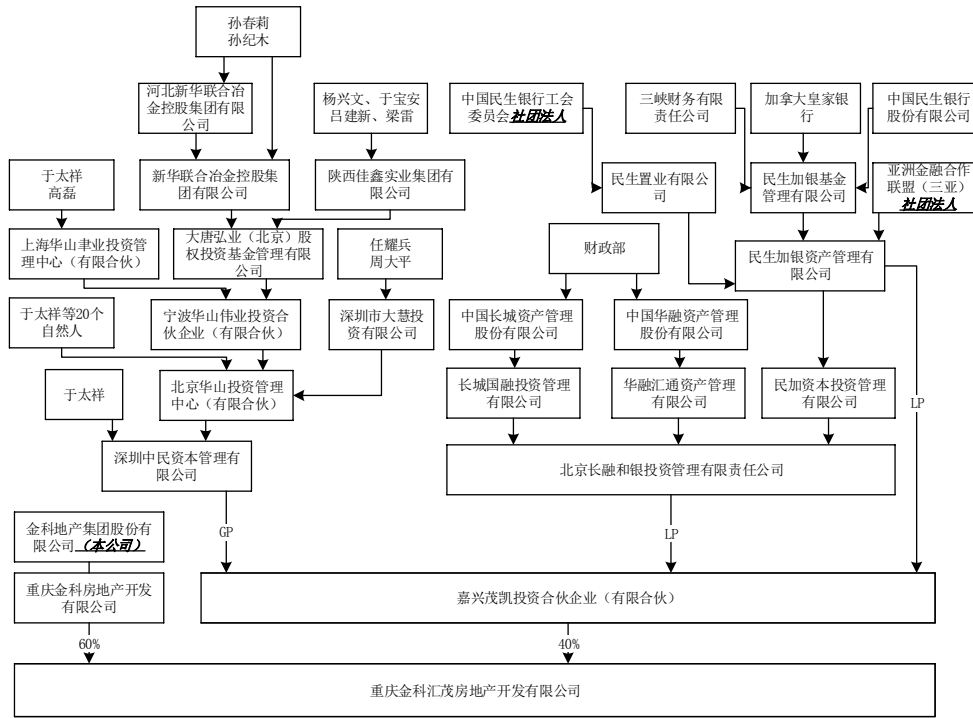 孙春莉
孙纪木
河北新华联合冶
金控股集团有限
公司
杨兴文、于宝安
吕建新、梁雷
中国民生银行工会
委员会社团法人
三峡财务有限
责任公司
加拿大皇家银
行
中国民生银行
股份有限公司
于太祥
高磊
新华联合冶金控股集
团有限公司
陕西佳鑫实业集团有
限公司
民生置业有限公
司
民生加银基金
管理有限公司
亚洲金融合作
联盟（三亚）
社团法人
上海华山聿业投资管
理中心（有限合伙）
大唐弘业（北京）股
权投资基金管理有限
公司
任耀兵
周大平
财政部
民生加银资产管理有
限公司
于太祥等20个
自然人
宁波华山伟业投资合
伙企业（有限合伙）
深圳市大慧投
资有限公司
中国长城资产管理
股份有限公司
中国华融资产管理
股份有限公司
于太祥
北京华山投资管理
中心（有限合伙）
长城国融投资管理
有限公司
华融汇通资产管理
有限公司
民加资本投资管理
有限公司
LP
深圳中民资本管理有
限公司
北京长融和银投资管理有限责任公司
金科地产集团股份有
限公司（本公司）
GP
LP
重庆金科房地产开发
有限公司
嘉兴茂凯投资合伙企业（有限合伙）
60%
40%
重庆金科汇茂房地产开发有限公司